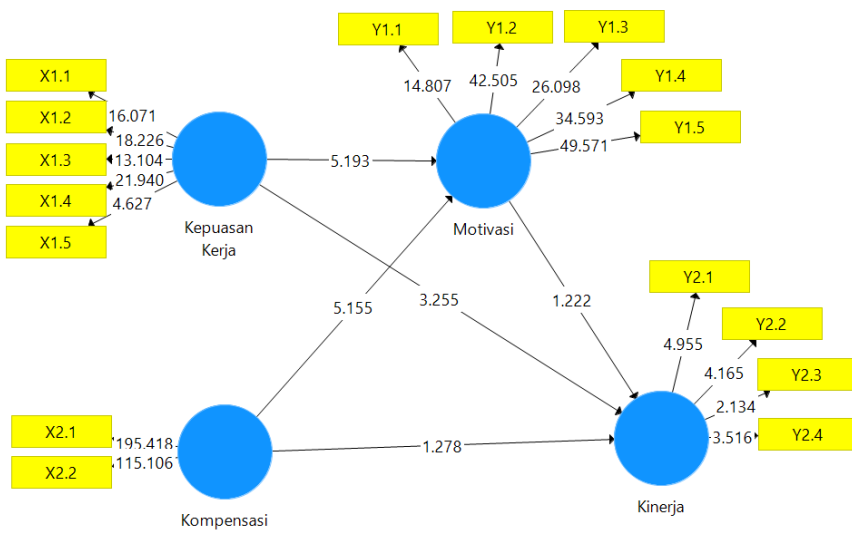 Y1.1
Y1.2
Y1.3
Y1.4
Y1.5
14.807
42.505
26.098
34.593
49.571
X1.1
X1.2
X1.3
X1.4
X1.5
16.071
18.226
13.104
21.940
4.627
Kepuasan
Kerja
5.193
Motivasi
5.155
3.255
1.222
Y2.1
Y2.2
Y2.3
Y2.4
4.955
4.165
2.134
3.516
X2.1
X2.2
195.418
115.106
1.278
Kompensasi
Kinerja